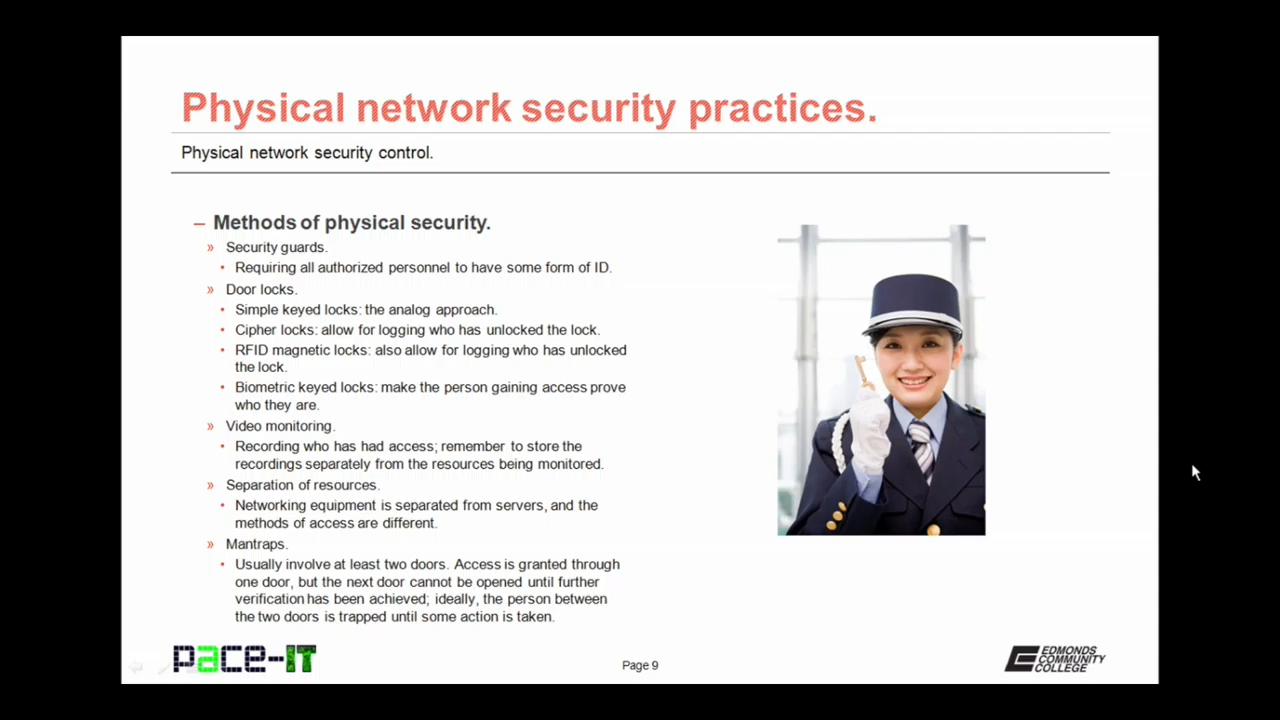 Physical network security practices.
Physical network security control.
– Methods of physical security.
» Security guards.
• Requiring all authorized personnel to have some form of ID.
» Door locks.
• Simple keyed locks: the analog approach.
• Cipher locks: allow for logging who has unlocked the lock.
• RFID magnetic locks: also allow for logging who has unlocked
the lock.
• Biometric keyed locks: make the person gaining access prove
who they are.
» Video monitoring.
• Recording who has had access; remember to store the
recordings separately from the resources being monitored.
» Separation of resources.
• Networking equipment is separated from servers, and the
methods of access are different.
» Mantraps.
• Usually involve at least two doors. Access is granted through
one door, but the next door cannot be opened until further
verification has been achieved; ideally, the person between
the two doors is trapped until some action is taken.
pace-IT
Page 9
EDMONDS
COMMUNITY
COLLEGE